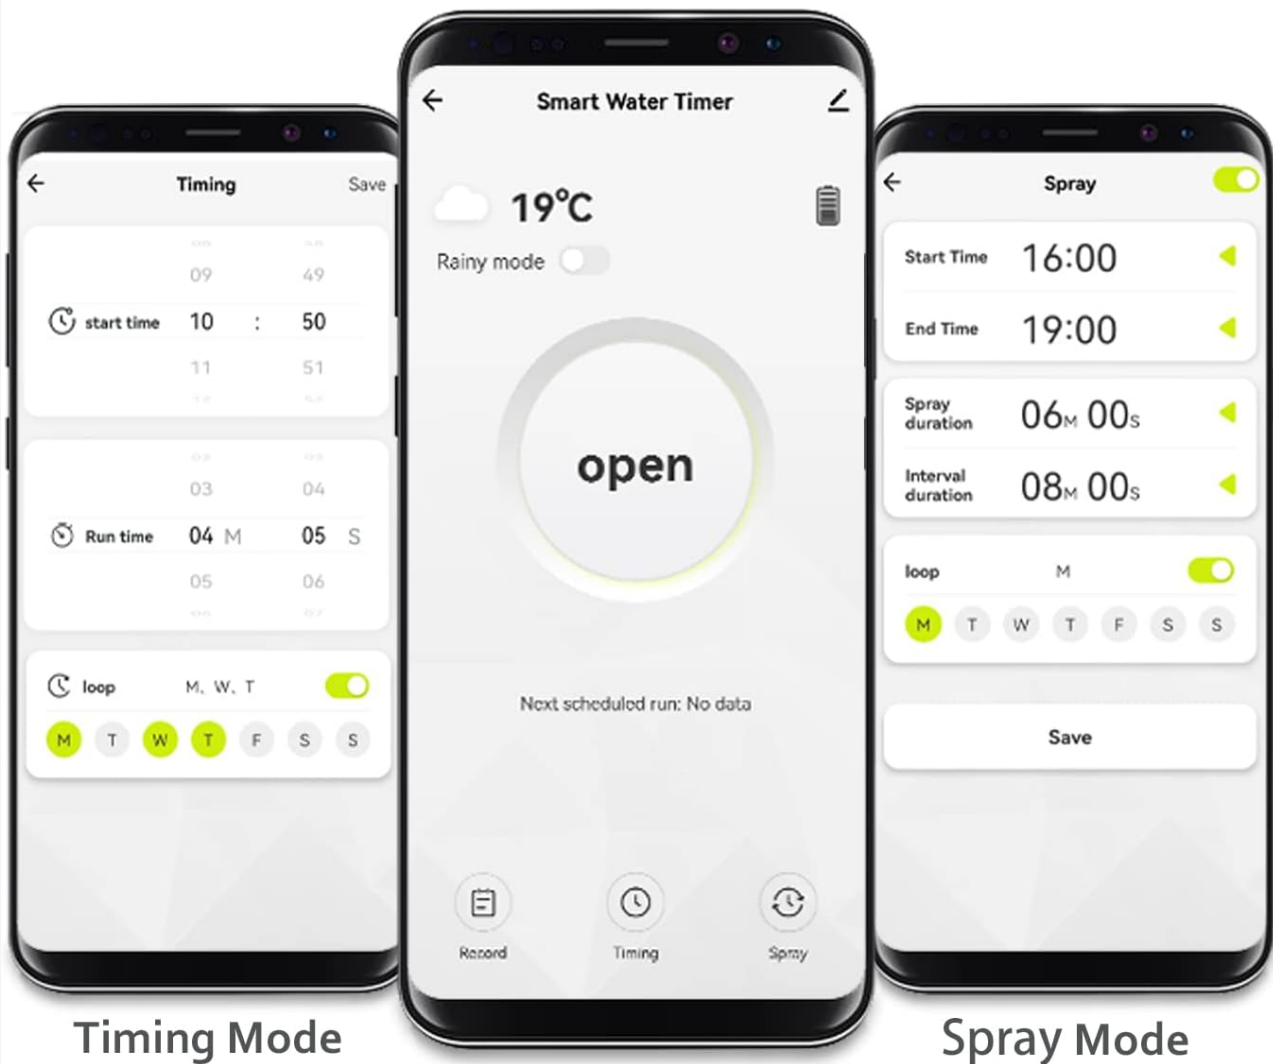 Timing
Save
09 49
start time 10 : 50
11 51
03 04
Run time 04 M 05 S
05 06
loop M、W、T
M T W T F S S
Timing Mode
Smart Water Timer
19℃
Rainy mode
open
Next scheduled run: No data
Record Timing Spray
Spray
Start Time 16:00
End Time 19:00
Spray
duration 06M 00S
Interval
duration 08M 00S
loop M
M T W T F S S
Save
Spray Mode